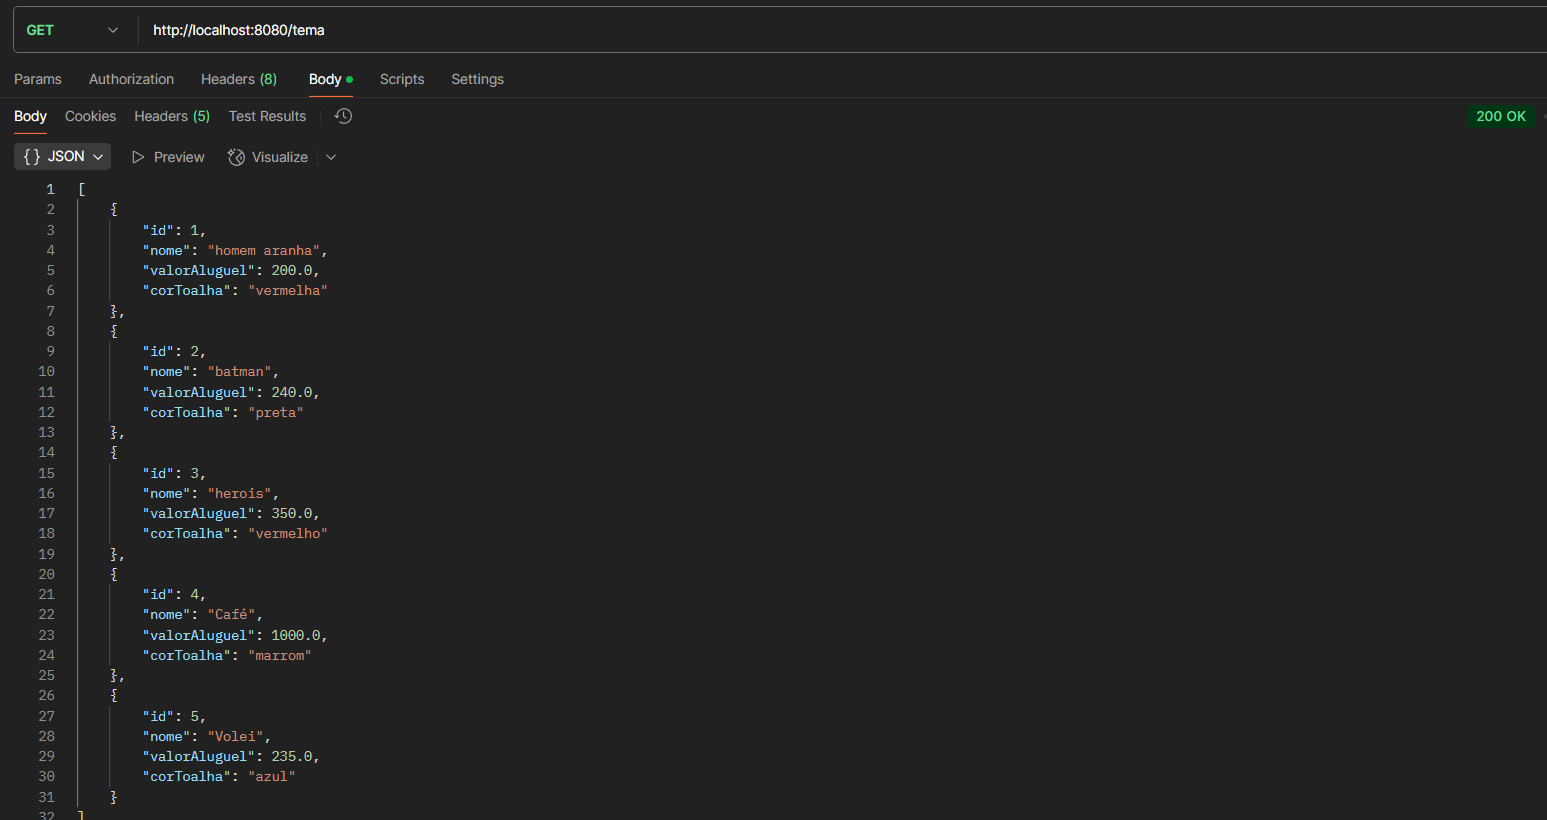 GET http://localhost:8080/tema
Params Authorization Headers (8) Body Scripts Settings
Body Cookies Headers (5) Test Results 200 OK
{} JSON Preview Visualize
1 [
2 {
3 "id": 1,
4 "nome": "homem aranha",
5 "valorAluguel": 200.0,
6 "corToalha": "vermelha"
7 },
8 {
9 "id": 2,
10 "nome": "batman",
11 "valorAluguel": 240.0,
12 "corToalha": "preta"
13 },
14 {
15 "id": 3,
16 "nome": "herois",
17 "valorAluguel": 350.0,
18 "corToalha": "vermelho"
19 },
20 {
21 "id": 4,
22 "nome": "Café",
23 "valorAluguel": 1000.0,
24 "corToalha": "marrom"
25 },
26 {
27 "id": 5,
28 "nome": "Volei",
29 "valorAluguel": 235.0,
30 "corToalha": "azul"
31 }
32 ]